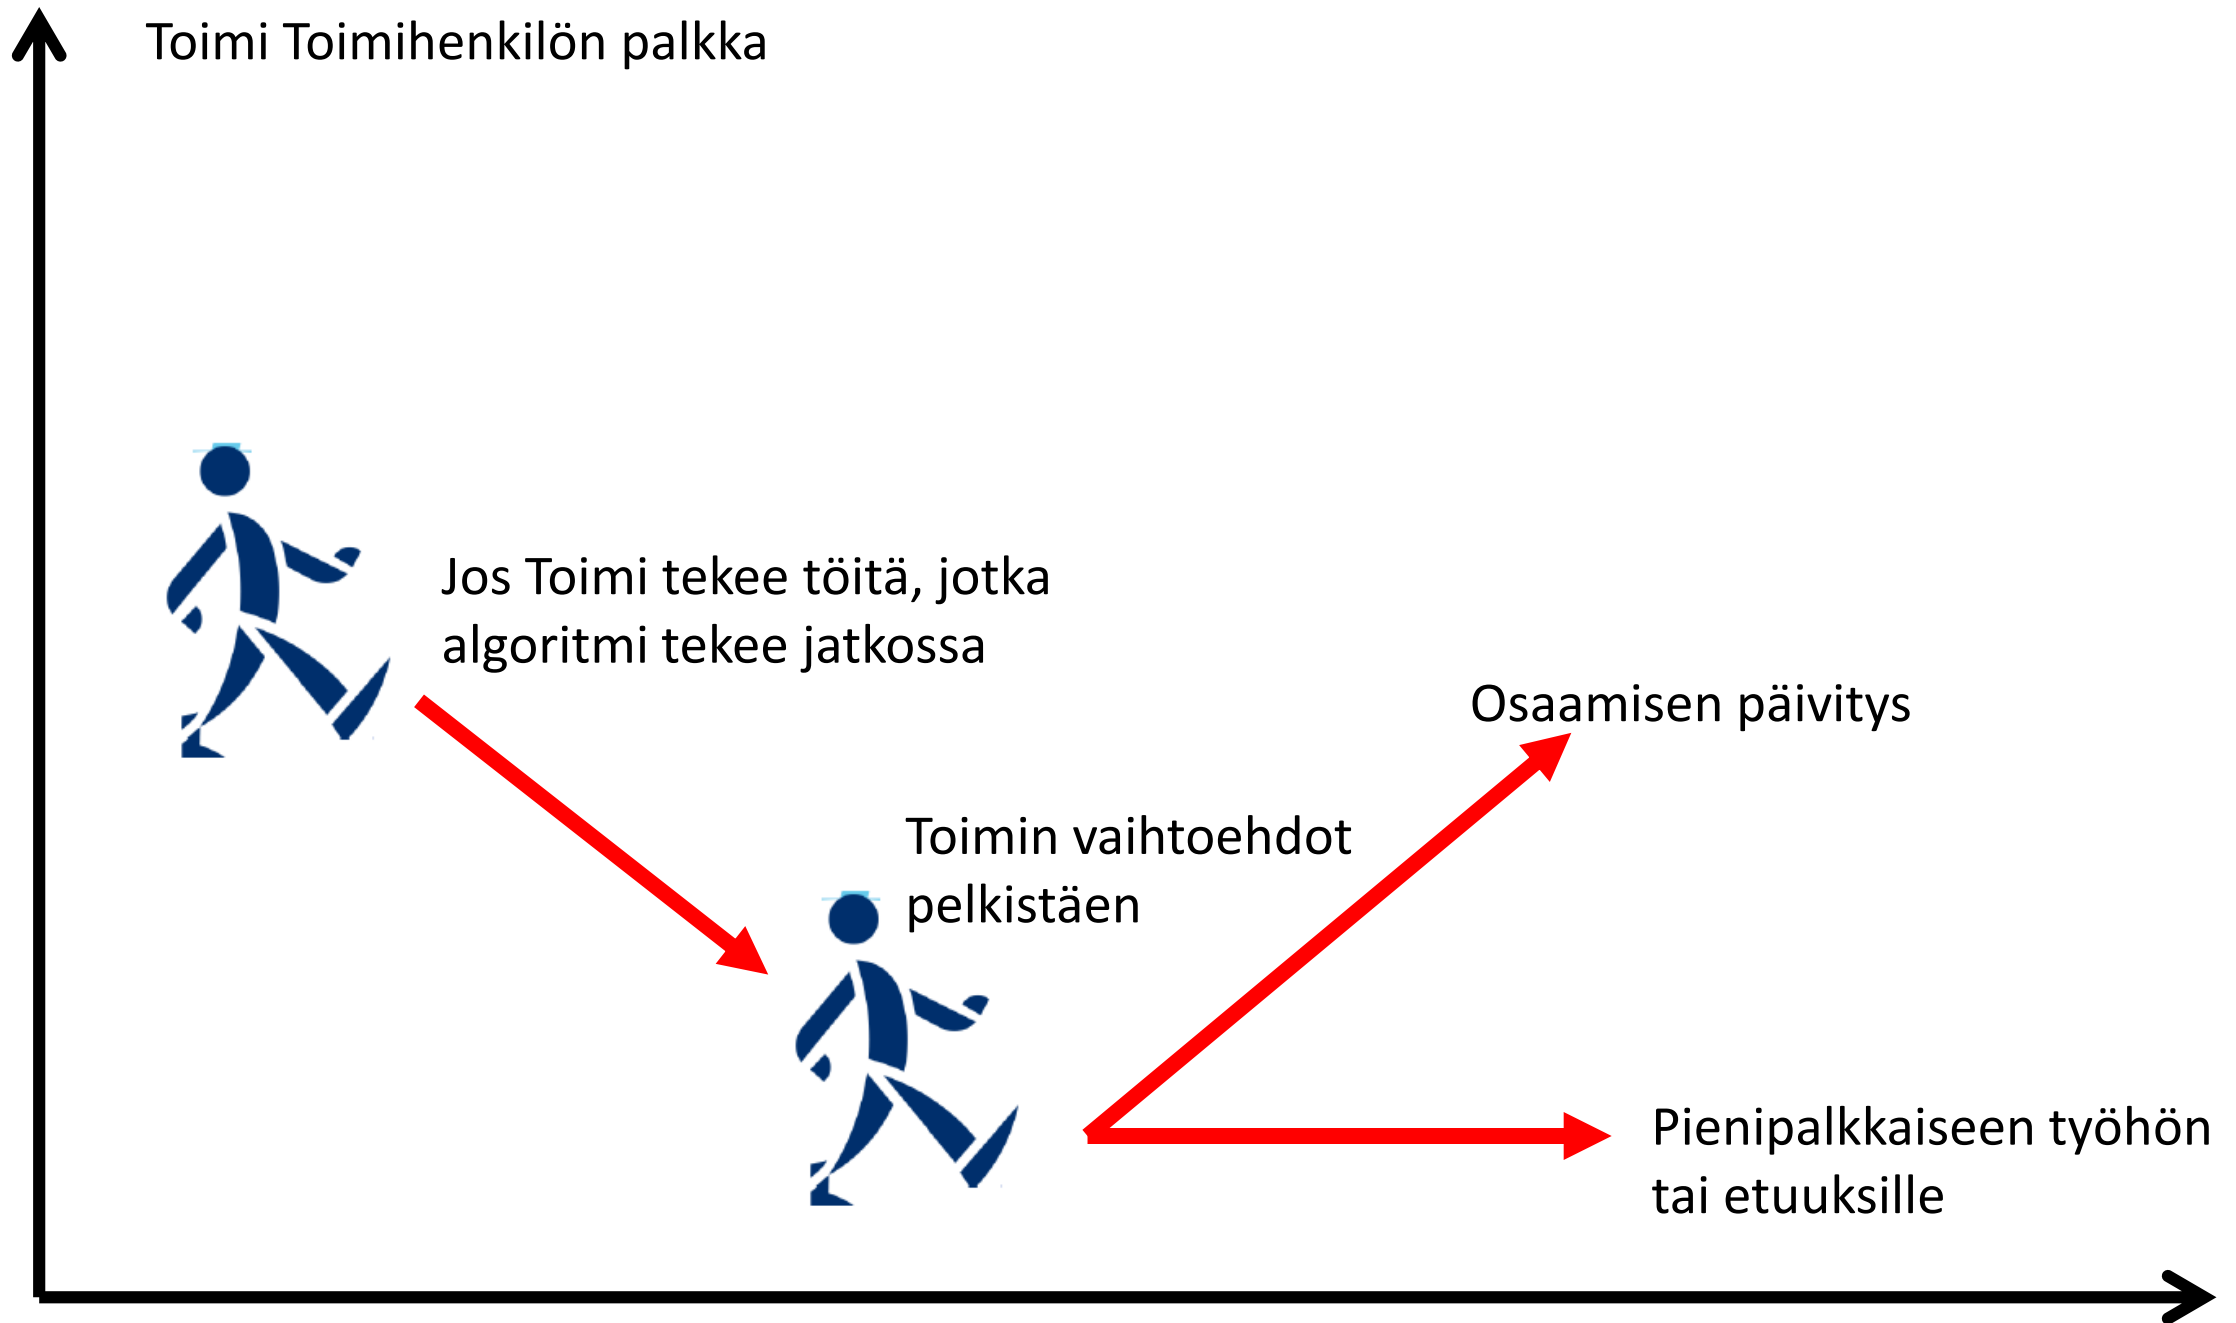 Toimi Toimihenkilön palkka
Jos Toimi tekee töitä, jotka
algoritmi tekee jatkossa
Osaamisen päivitys
Toimin vaihtoehdot
pelkistäen
Pienipalkkaiseen työhön
tai etuuksille